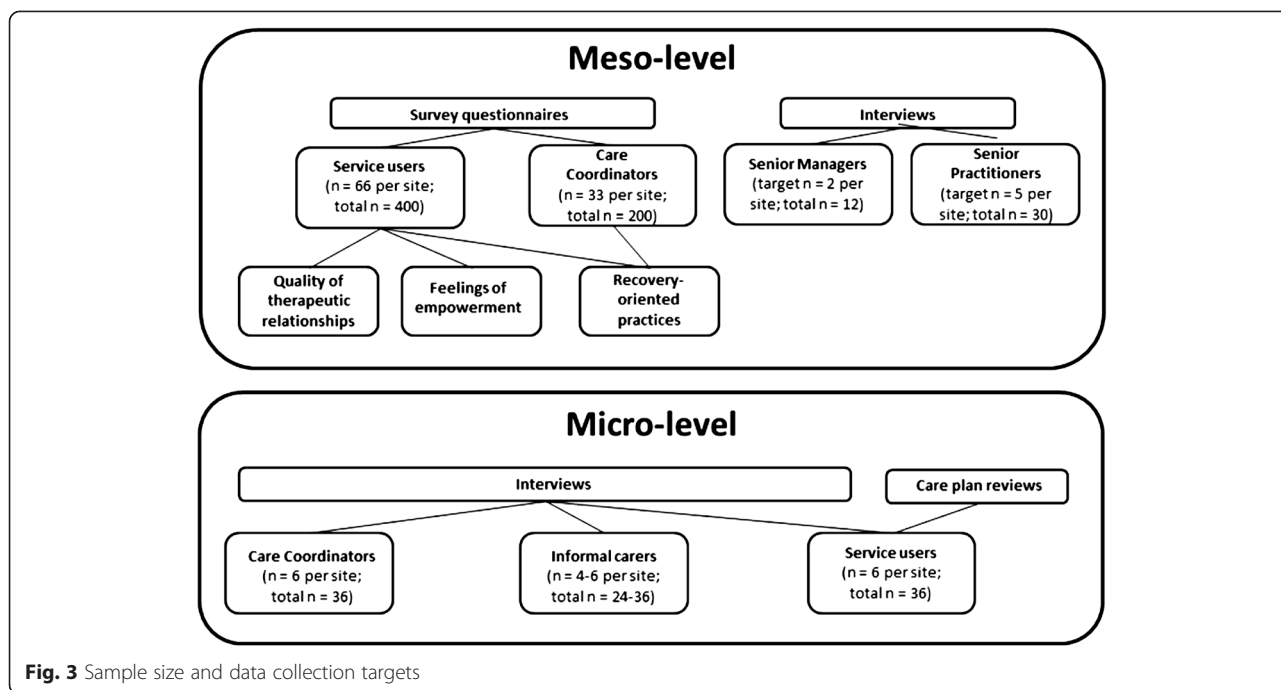 Meso-level
Survey questionnaires
Interviews
Service users
(n = 66 per site;
total n = 400)
Care
Coordinators
(n = 33 per site;
total n = 200)
Senior Managers
(target n = 2 per
site; total n = 12)
Senior
Practitioners
(target n = 5 per
site; total n = 30)
Quality of
therapeutic
relationships
Feelings of
empowerment
Recovery-
oriented
practices
Micro-level
Interviews
Care plan reviews
Care Coordinators
(n = 6 per site;
total n = 36)
Informal carers
(n = 4-6 per site;
total n = 24-36)
Service users
(n = 6 per site;
total n = 36)
Fig. 3 Sample size and data collection targets